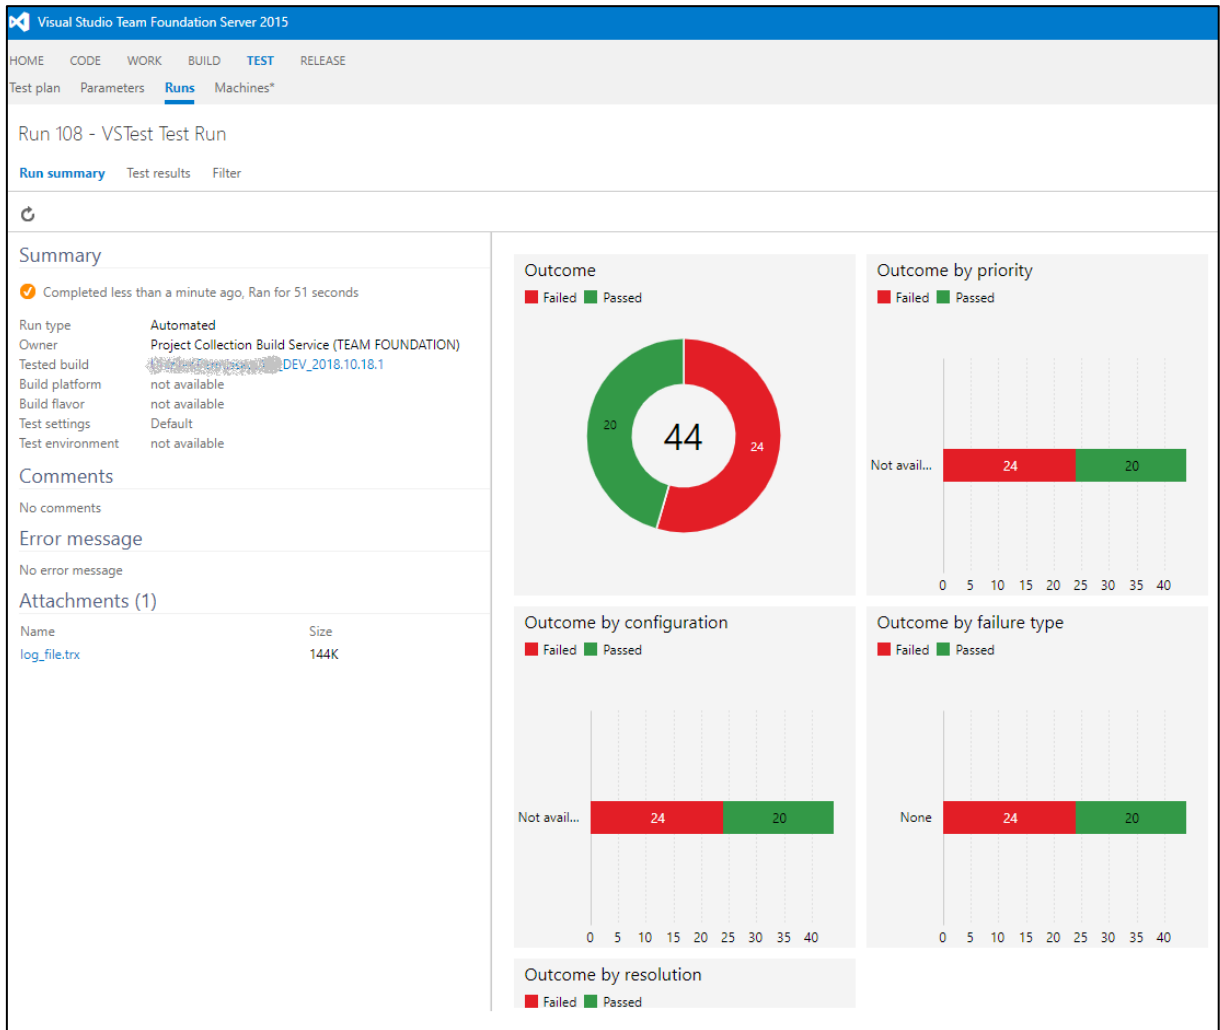 Visual Studio Team Foundation Server 2015
HOME CODE WORK BUILD TEST RELEASE
Test plan Parameters Runs Machines*
Run 108 - VSTest Test Run
Run summary Test results Filter
Summary
Completed less than a minute ago, Ran for 51 seconds
Run type Automated
Owner Project Collection Build Service (TEAM FOUNDATION)
Tested build _DEV_2018.10.18.1
Build platform not available
Build flavor not available
Test settings Default
Test environment not available
Comments
No comments
Error message
No error message
Attachments (1)
Name Size
log_file.trx 144K
Outcome
Failed Passed
20 44 24
Outcome by priority
Failed Passed
Not avail... 24 20
0 5 10 15 20 25 30 35 40
Outcome by configuration
Failed Passed
Not avail... 24 20
0 5 10 15 20 25 30 35 40
Outcome by failure type
Failed Passed
None 24 20
0 5 10 15 20 25 30 35 40
Outcome by resolution
Failed Passed